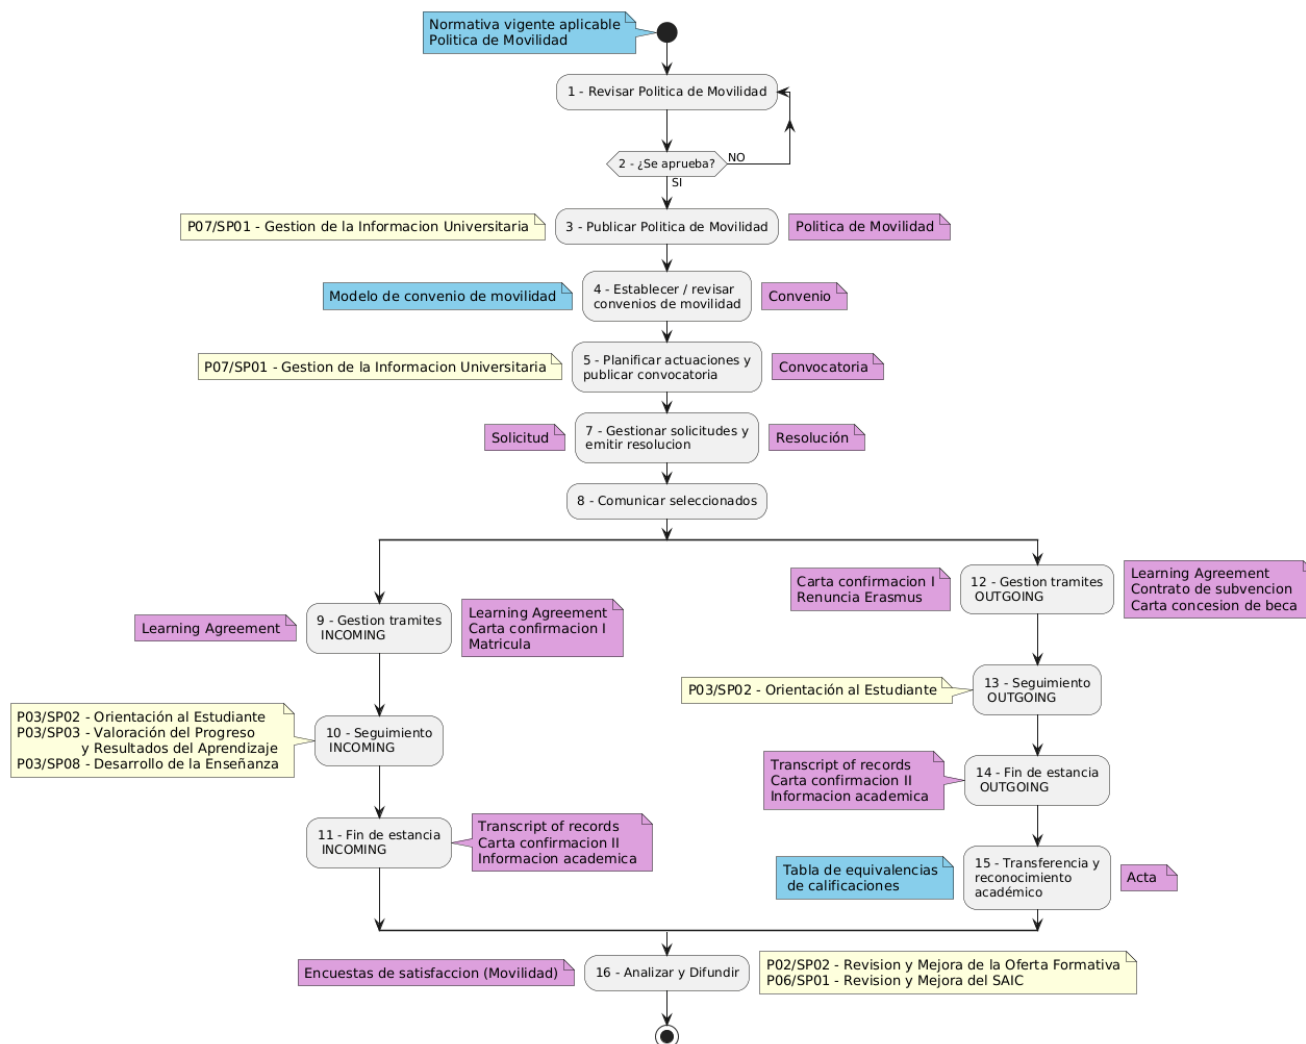 Normativa vigente aplicable
Politica de Movilidad
1 - Revisar Politica de Movilidad
2 - ¿Se aprueba?
NO
SI
P07/SP01 - Gestion de la Informacion Universitaria
3 - Publicar Politica de Movilidad
Politica de Movilidad
Modelo de convenio de movilidad
4 - Establecer / revisar
convenios de movilidad
Convenio
P07/SP01 - Gestion de la Informacion Universitaria
5 - Planificar actuaciones y
publicar convocatoria
Convocatoria
Solicitud
7 - Gestionar solicitudes y
emitir resolucion
Resolución
8 - Comunicar seleccionados
Learning Agreement
9 - Gestion tramites
INCOMING
Learning Agreement
Carta confirmacion I
Matricula
P03/SP02 - Orientación al Estudiante
P03/SP03 - Valoración del Progreso
y Resultados del Aprendizaje
P03/SP08 - Desarrollo de la Enseñanza
10 - Seguimiento
INCOMING
11 - Fin de estancia
INCOMING
Transcript of records
Carta confirmacion II
Informacion academica
Carta confirmacion I
Renuncia Erasmus
12 - Gestion tramites
OUTGOING
Learning Agreement
Contrato de subvencion
Carta concesion de beca
P03/SP02 - Orientación al Estudiante
13 - Seguimiento
OUTGOING
Transcript of records
Carta confirmacion II
Informacion academica
14 - Fin de estancia
OUTGOING
Tabla de equivalencias
de calificaciones
15 - Transferencia y
reconocimiento
académico
Acta
Encuestas de satisfaccion (Movilidad)
16 - Analizar y Difundir
P02/SP02 - Revision y Mejora de la Oferta Formativa
P06/SP01 - Revision y Mejora del SAIC